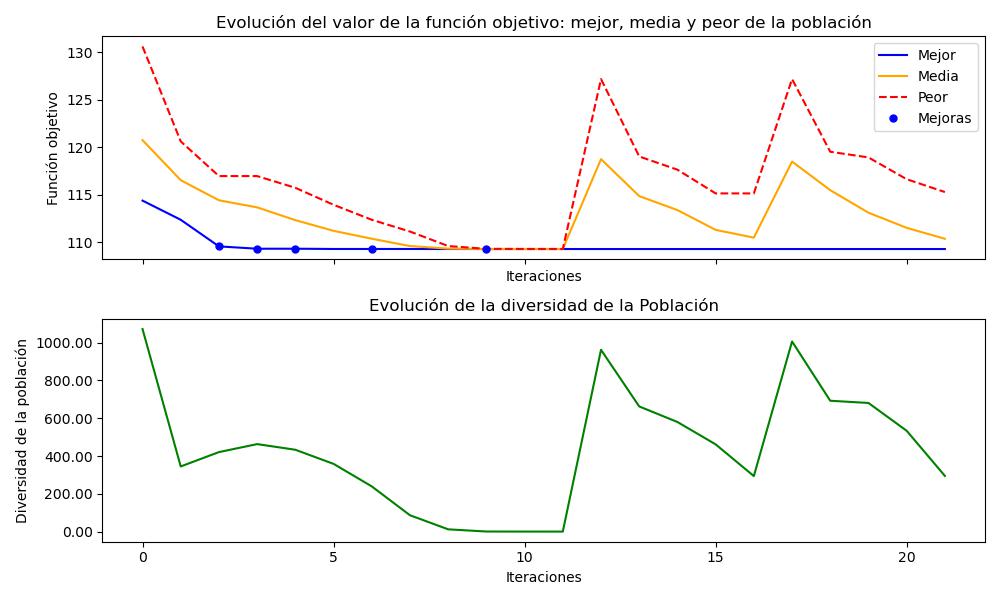 Evolución del valor de la función objetivo: mejor, media y peor de la población
130
125
120
115
110
Función objetivo
Mejor
Media
Peor
Mejoras
Iteraciones
Evolución de la diversidad de la Población
1000.00
800.00
600.00
400.00
200.00
0.00
Diversidad de la población
0 5 10 15 20
Iteraciones